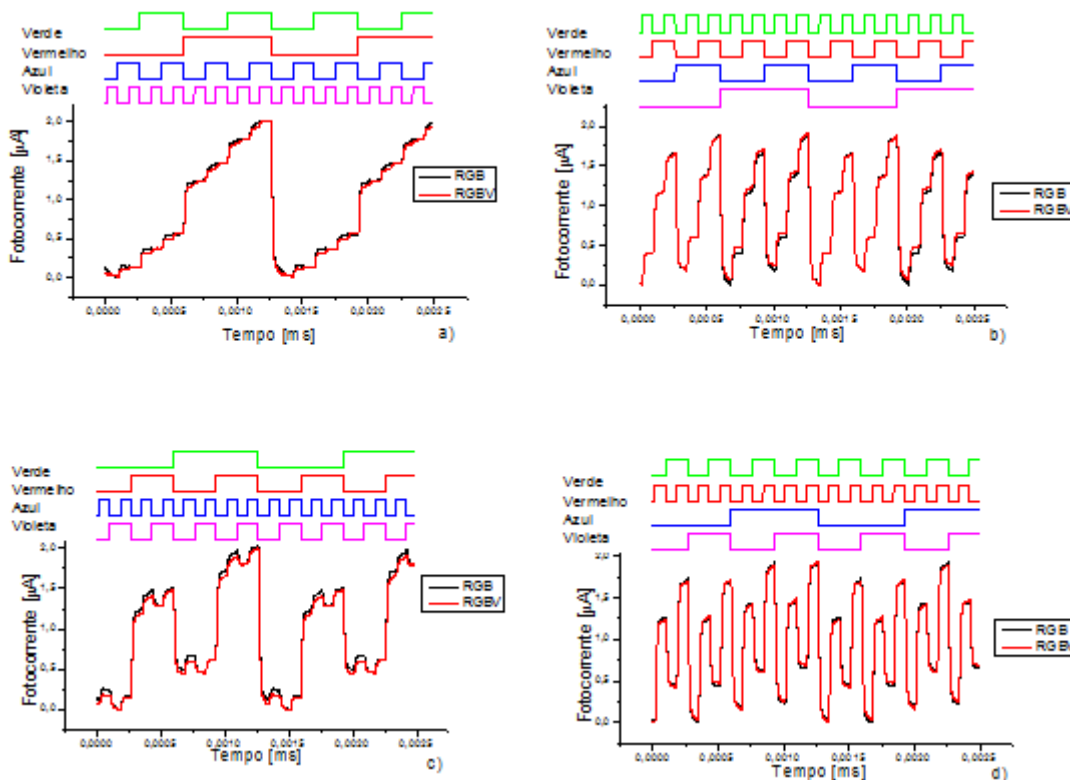 Verde
Vermelho
Azul
Violeta
Fotocorrente [µA]
2,0
1,5
1,0
0,5
0,0
RGB
RGBV
0,0000 0,0005 0,0010 0,0015 0,0020 0,0025
Tempo [ms]
a)
Verde
Vermelho
Azul
Violeta
Fotocorrente [µA]
2,0
1,5
1,0
0,5
0,0
RGB
RGBV
0,0000 0,0005 0,0010 0,0015 0,0020 0,0025
Tempo [ms]
b)
Verde
Vermelho
Azul
Violeta
Fotocorrente [µA]
2,0
1,5
1,0
0,5
0,0
RGB
RGBV
0,0000 0,0005 0,0010 0,0015 0,0020 0,0025
Tempo [ms]
c)
Verde
Vermelho
Azul
Violeta
Fotocorrente [µA]
2,0
1,5
1,0
0,5
0,0
RGB
RGBV
0,0000 0,0005 0,0010 0,0015 0,0020 0,0025
Tempo [ms]
d)